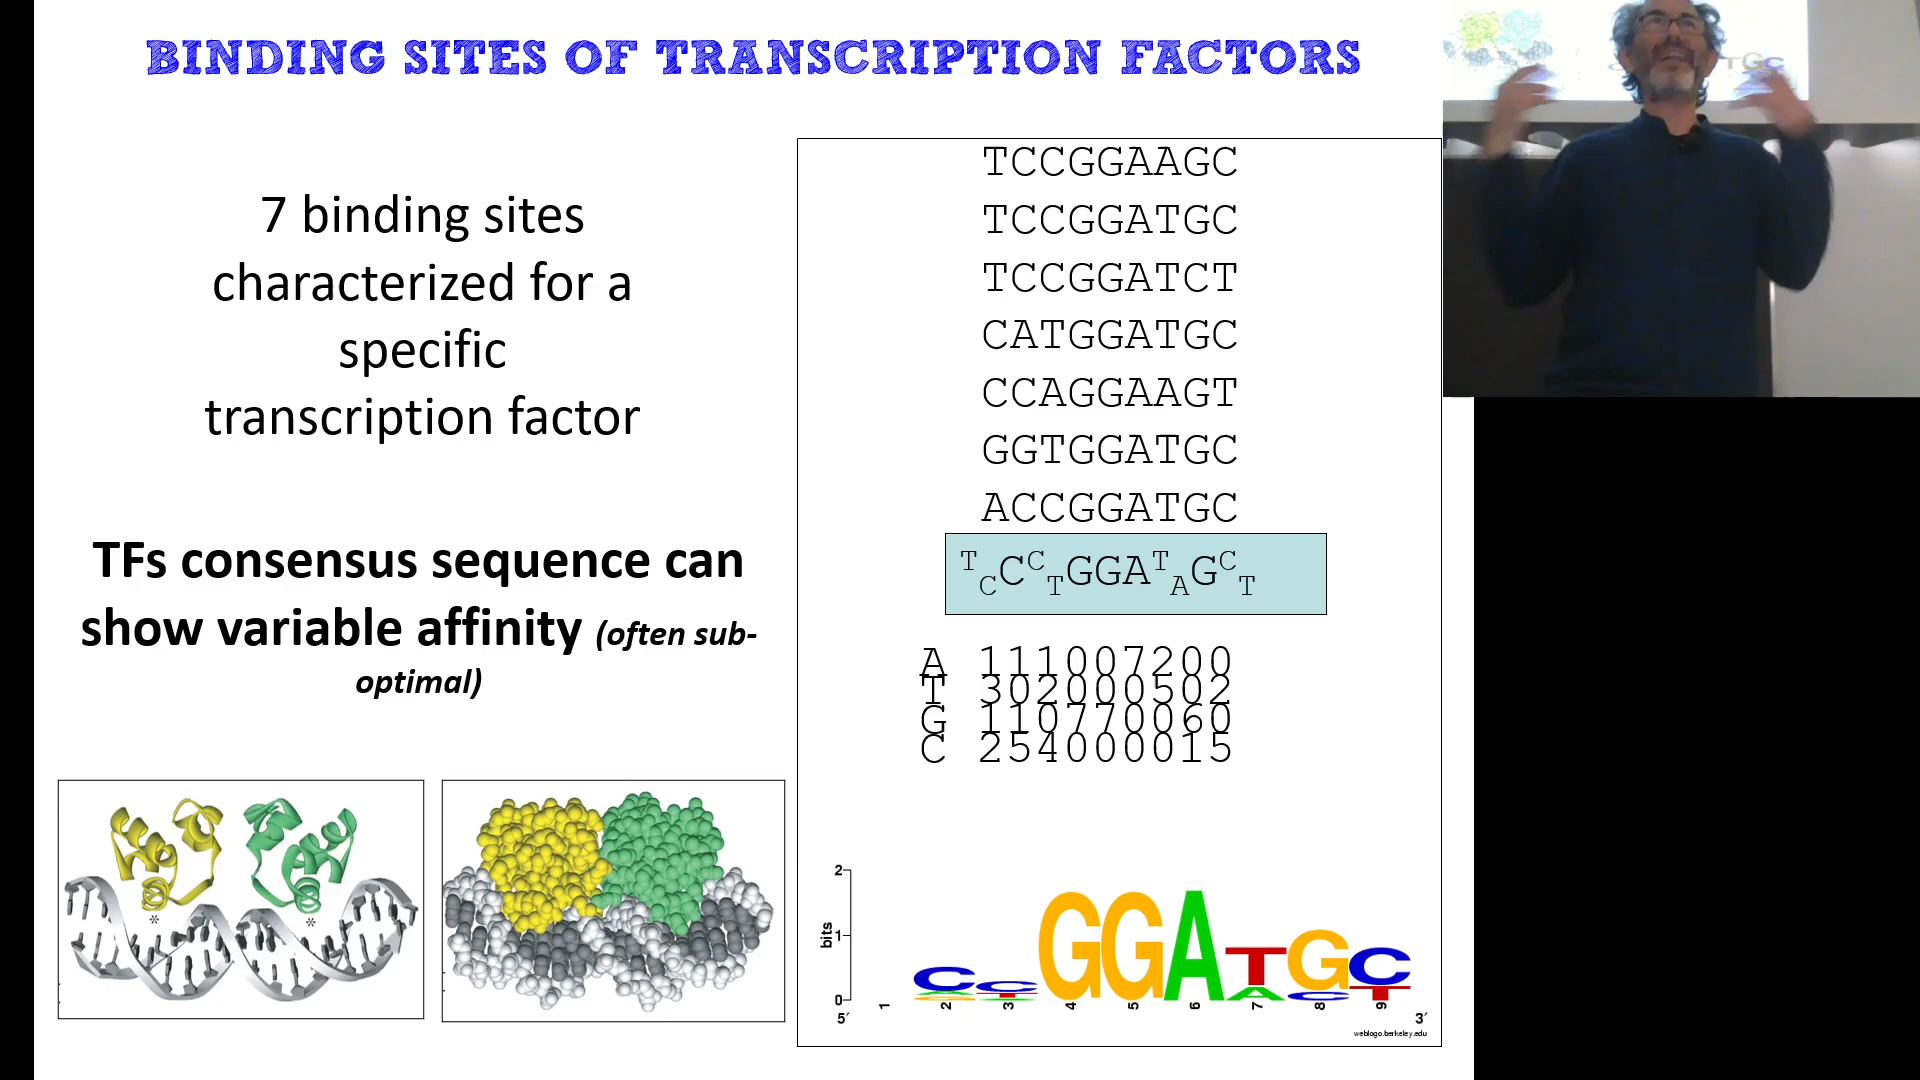 BINDING SITES OF TRANSCRIPTION FACTORS
7 binding sites
characterized for a
specific
transcription factor
TFs consensus sequence can
show variable affinity (often sub-
optimal)
*
*
TCCGGAAGC
TCCGGATGC
TCCGGATCT
CATGGATGC
CCAGGAAGT
GGTGGATGC
ACCGGATGC
TCCCTGGATAGCT
A 111007200
T 302000502
G 110770060
C 254000015
2
bits
1
0
CCGGATGC
A T A C T
1 2 3 4 5 6 7 8 9
5′ 3′
weblogo.berkeley.edu
TGC